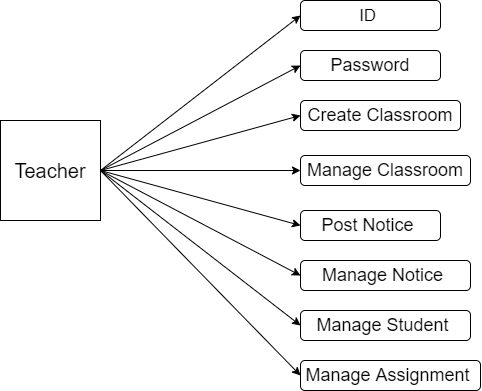 ID
Password
Create Classroom
Teacher
Manage Classroom
Post Notice
Manage Notice
Manage Student
Manage Assignment